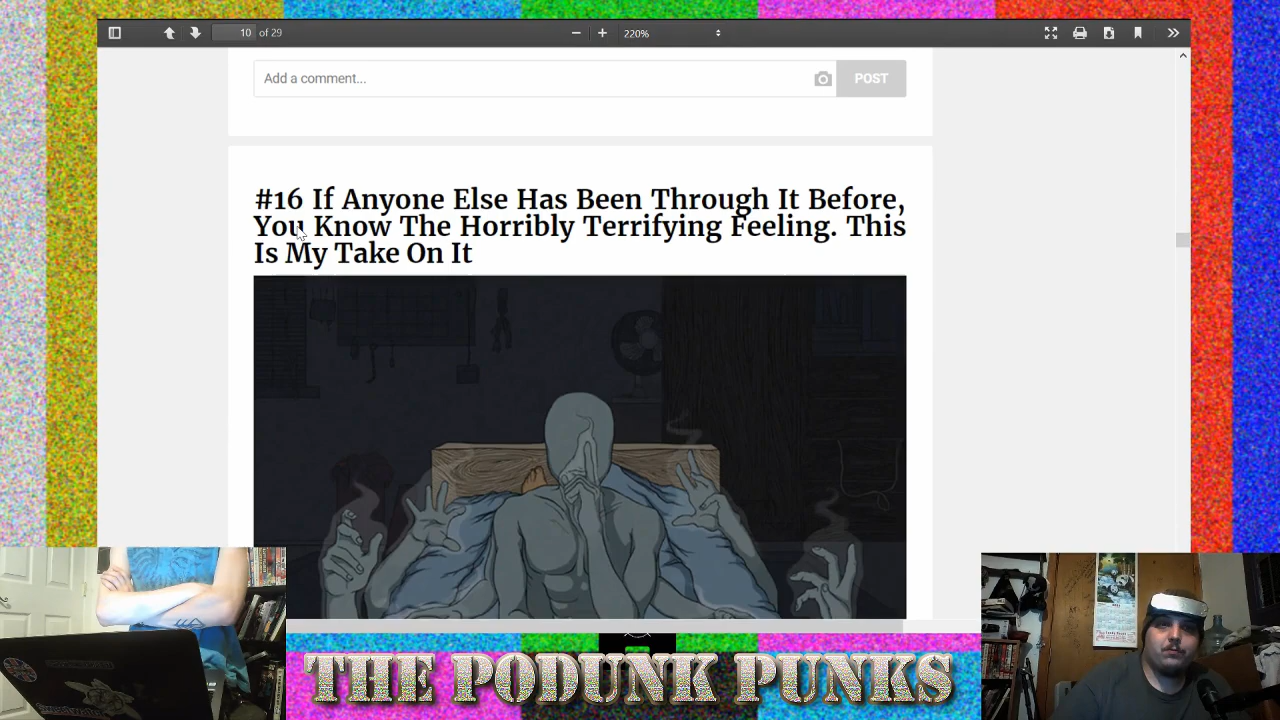 10 of 29
220%
Add a comment...
POST
#16 If Anyone Else Has Been Through It Before,
You Know The Horribly Terrifying Feeling. This
Is My Take On It
THE PODUNK PUNKS